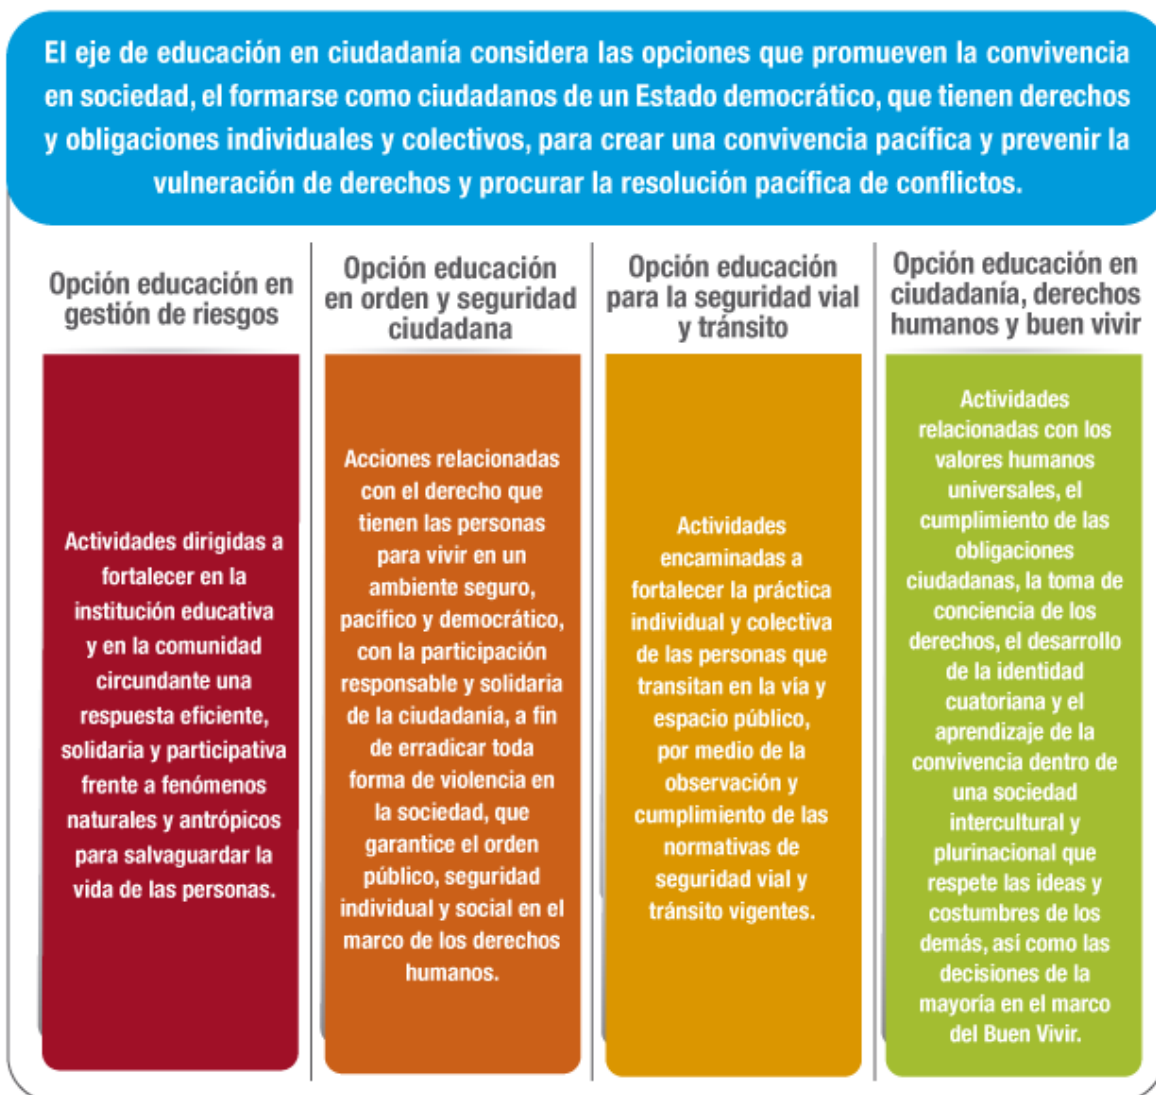 El eje de educación en ciudadanía considera las opciones que promueven la convivencia
en sociedad, el formarse como ciudadanos de un Estado democrático, que tienen derechos
y obligaciones individuales y colectivos, para crear una convivencia pacífica y prevenir la
vulneración de derechos y procurar la resolución pacífica de conflictos.
Opción educación en
gestión de riesgos
Actividades dirigidas a
fortalecer en la
institución educativa
y en la comunidad
circundante una
respuesta eficiente,
solidaria y participativa
frente a fenómenos
naturales y antrópicos
para salvaguardar la
vida de las personas.
Opción educación
en orden y seguridad
ciudadana
Acciones relacionadas
con el derecho que
tienen las personas
para vivir en un
ambiente seguro,
pacífico y democrático,
con la participación
responsable y solidaria
de la ciudadanía, a fin
de erradicar toda
forma de violencia en
la sociedad, que
garantice el orden
público, seguridad
individual y social en el
marco de los derechos
humanos.
Opción educación
para la seguridad vial
y tránsito
Actividades
encaminadas a
fortalecer la práctica
individual y colectiva
de las personas que
transitan en la vía y
espacio público,
por medio de la
observación y
cumplimiento de las
normativas de
seguridad vial y
tránsito vigentes.
Opción educación en
ciudadanía, derechos
humanos y buen vivir
Actividades
relacionadas con los
valores humanos
universales, el
cumplimiento de las
obligaciones
ciudadanas, la toma de
conciencia de los
derechos, el desarrollo
de la identidad
cuatoriana y el
aprendizaje de la
convivencia dentro de
una sociedad
intercultural y
plurinacional que
respete las ideas y
costumbres de los
demás, así como las
decisiones de la
mayoría en el marco
del Buen Vivir.